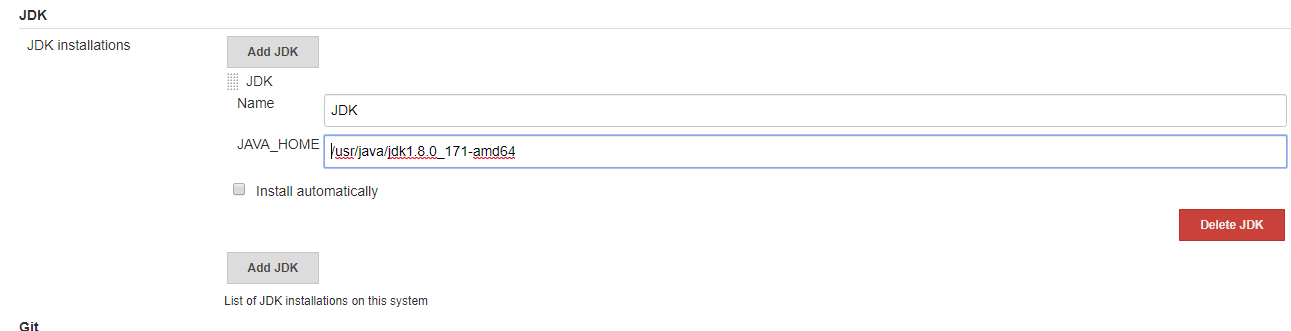 JDK
JDK installations
Add JDK
JDK
Name
JDK
JAVA_HOME
/usr/java/jdk1.8.0_171-amd64
Install automatically
Delete JDK
Add JDK
List of JDK installations on this system
Git